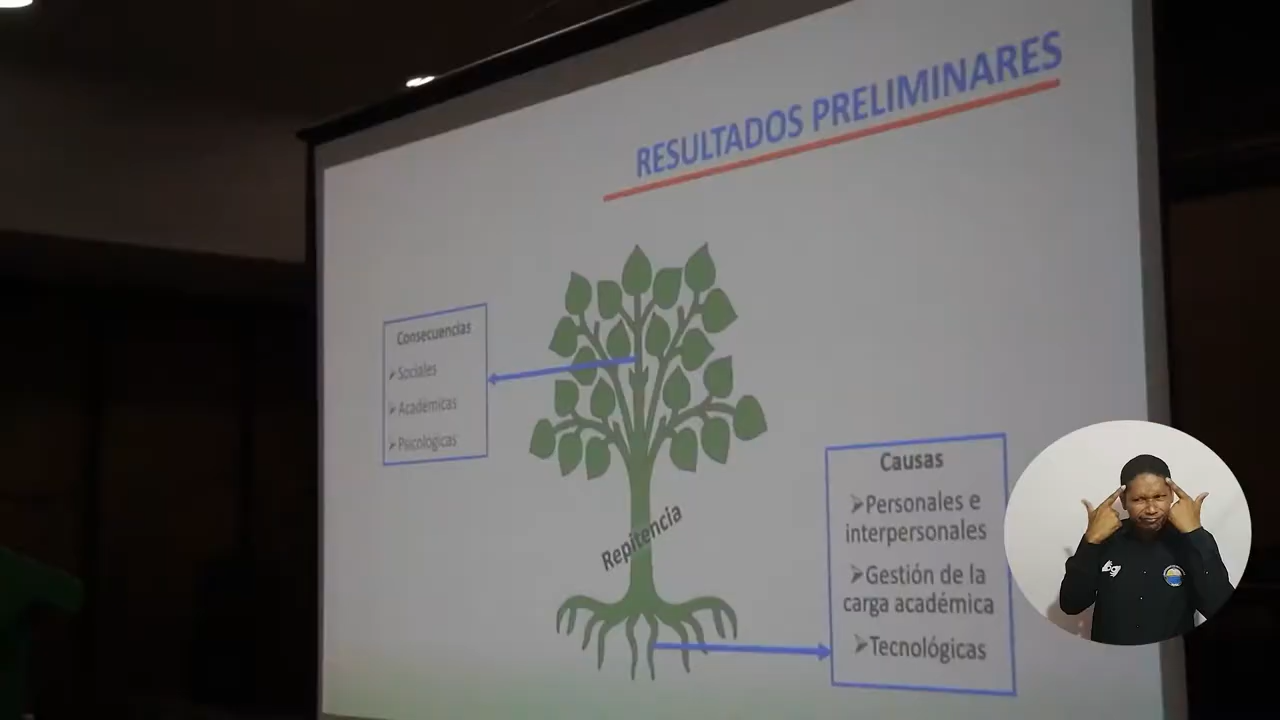 RESULTADOS PRELIMINARES
Consecuencias
➢Sociales
➢Académicas
➢Psicológicas
Repitencia
Causas
➢Personales e
interpersonales
➢Gestión de la
carga académica
➢Tecnológicas